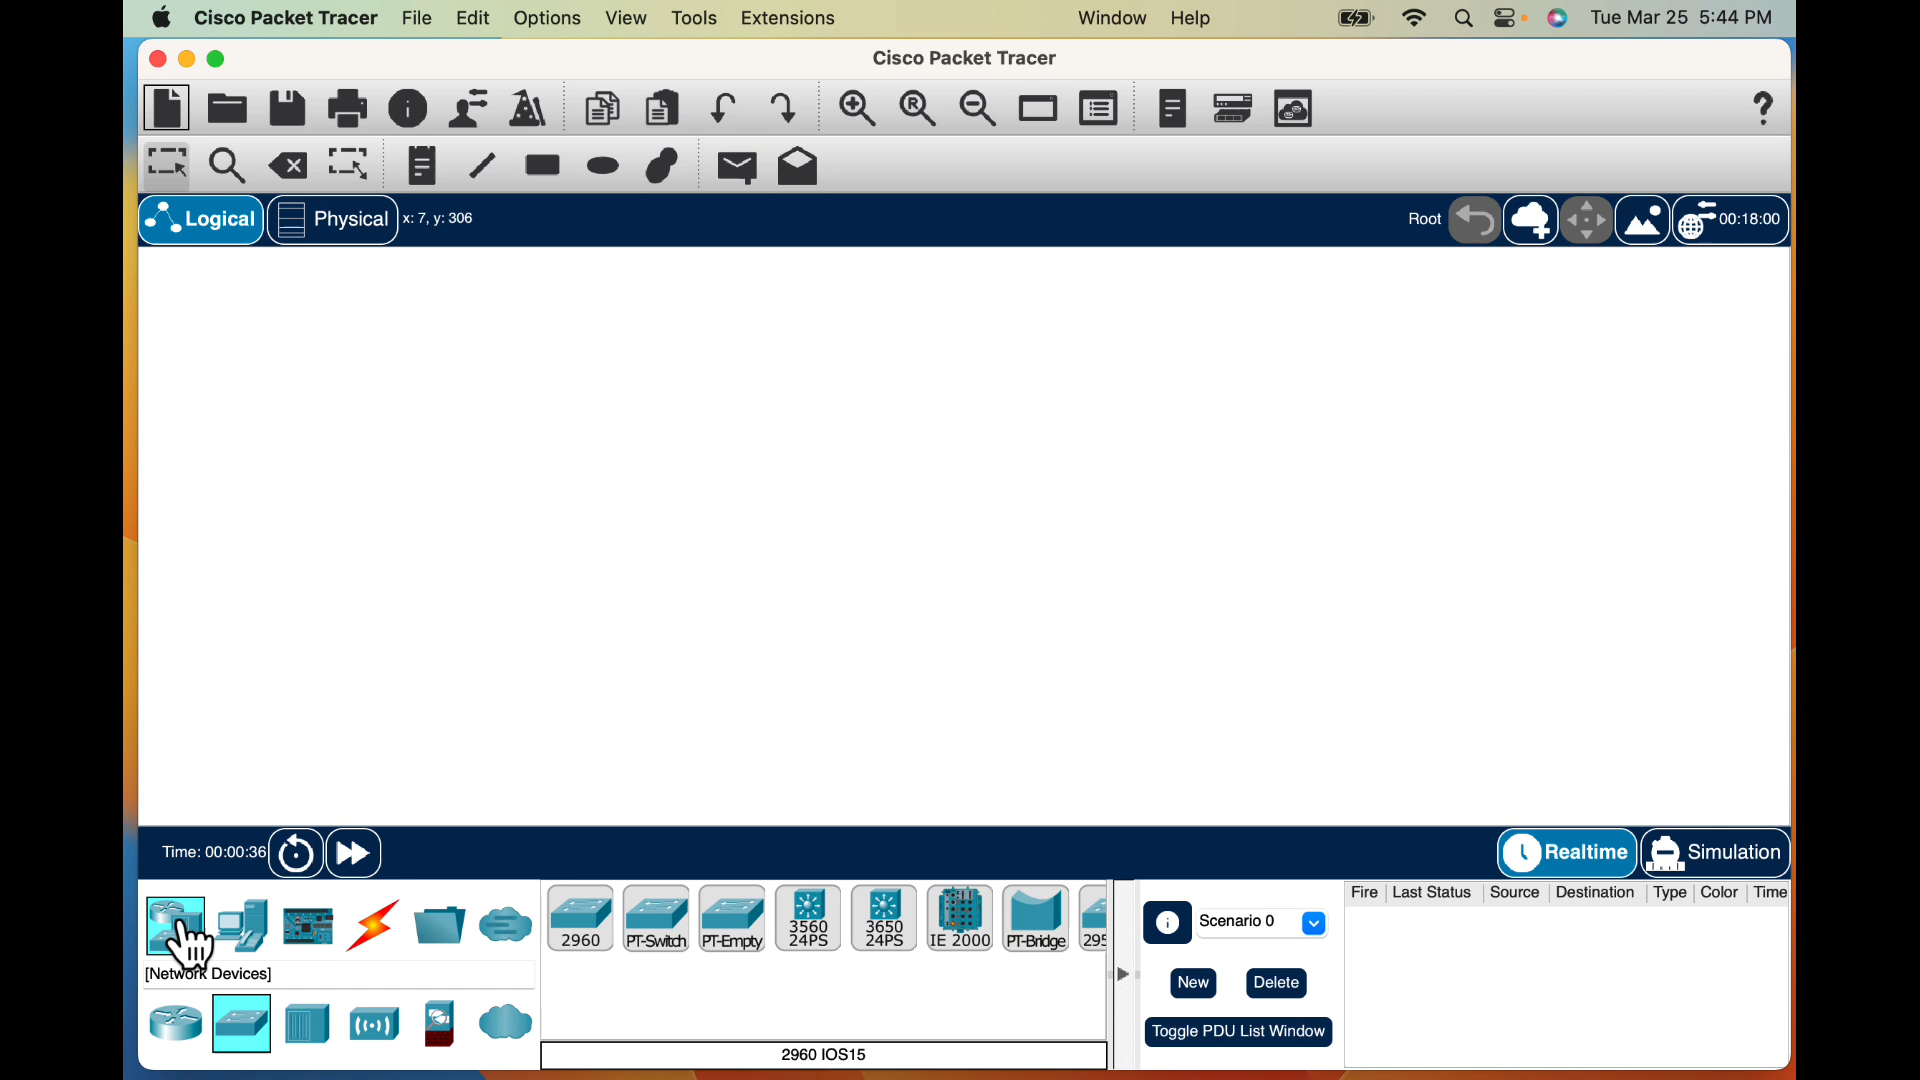 Cisco Packet Tracer File Edit Options View Tools Extensions Window Help Tue Mar 25 5:44 PM
Cisco Packet Tracer
R
?
Logical Physical x: 7, y: 306 Root 00:18:00
Time: 00:00:36 Realtime Simulation
Fire Last Status Source Destination Type Color Time
Scenario 0
2960 PT-Switch PT-Empty 3560 24PS 3650 24PS IE 2000 PT-Bridge 295
[Network Devices]
New Delete
Toggle PDU List Window
2960 IOS15